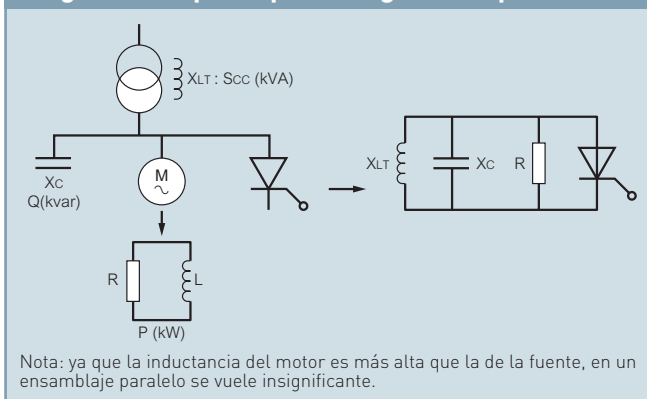 XLT : SCC (kVA)
XC
Q(kvar)
M
R
L
P (kW)
XLT
XC
R
Nota: ya que la inductancia del motor es más alta que la de la fuente, en un
ensamblaje paralelo se vuele insignificante.